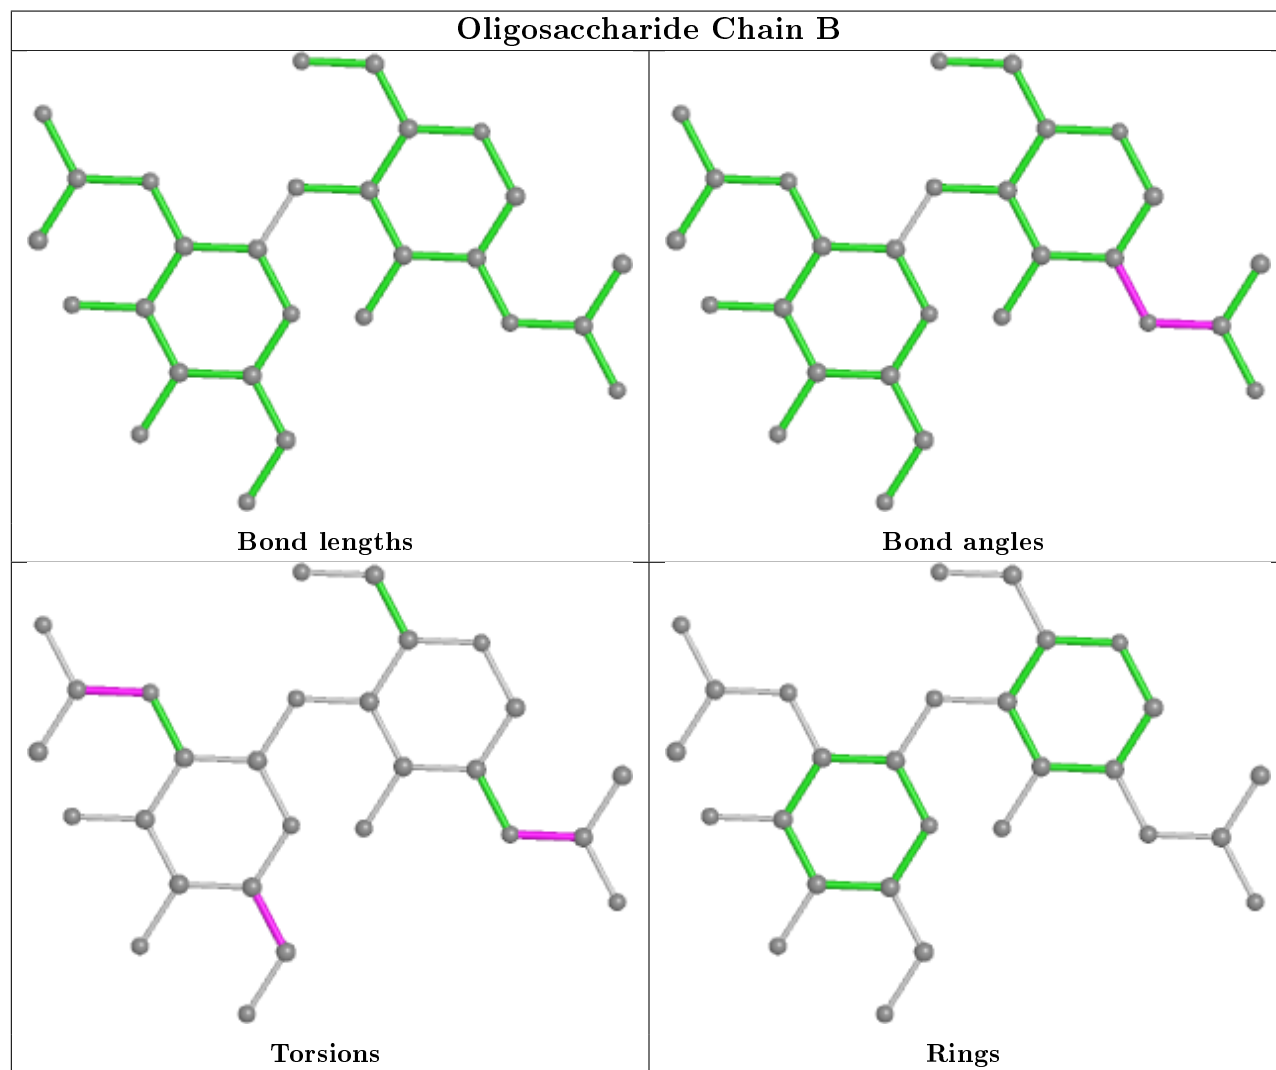 Oligosaccharide Chain B
Bond lengths
Bond angles
Torsions
Rings